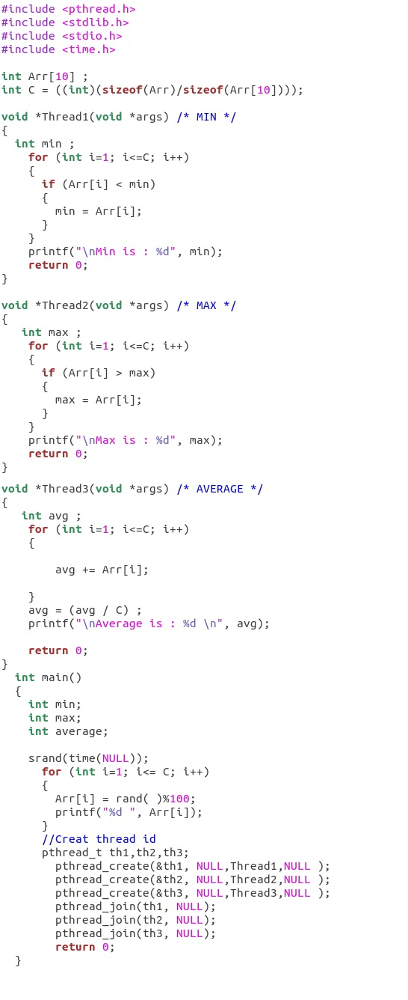 #include <pthread.h>
#include <stdlib.h>
#include <stdio.h>
#include <time.h>
int Arr[10] ;
int C = ((int)(sizeof(Arr)/sizeof(Arr[10])));
void *Thread1(void *args) /* MIN */
{
int min ;
for (int i=1; i<=C; i++)
{
if (Arr[i] < min)
{
min = Arr[i];
}
}
printf("\nMin is : %d", min);
return 0;
}
void *Thread2(void *args) /* MAX */
{
int max ;
for (int i=1; i<=C; i++)
{
if (Arr[i] > max)
{
max = Arr[i];
}
}
printf("\nMax is : %d", max);
return 0;
}
void *Thread3(void *args) /* AVERAGE */
{
int avg ;
for (int i=1; i<=C; i++)
{
avg += Arr[i];
}
avg = (avg / C) ;
printf("\nAverage is : %d \n", avg);
return 0;
}
int main()
{
int min;
int max;
int average;
srand(time(NULL));
for (int i=1; i<= C; i++)
{
Arr[i] = rand( )%100;
printf("%d ", Arr[i]);
}
//Creat thread id
pthread_t th1,th2,th3;
pthread_create(&th1, NULL,Thread1,NULL );
pthread_create(&th2, NULL,Thread2,NULL );
pthread_create(&th3, NULL,Thread3,NULL );
pthread_join(th1, NULL);
pthread_join(th2, NULL);
pthread_join(th3, NULL);
return 0;
}